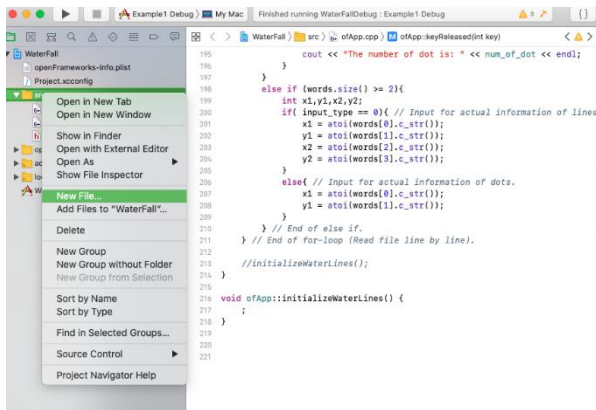 Example1 Debug
My Mac
Finished running WaterFallDebug : Example1 Debug
3
{}
WaterFall
openFrameworks-Info.plist
Project.xcconfig
Open in New Tab
Open in New Window
Show in Finder
Open with External Editor
Open As
Show File Inspector
New File...
Add Files to "WaterFall"...
Delete
New Group
New Group without Folder
New Group from Selection
Sort by Name
Sort by Type
Find in Selected Groups...
Source Control
Project Navigator Help
WaterFall src ofApp.cpp M ofApp::keyReleased(int key)
195 cout << "The number of dot is: " << num_of_dot << endl;
196 }
197 }
198 else if (words.size() >= 2){
199 int x1,y1,x2,y2;
200 if( input_type == 0){ // Input for actual information of lines
201 x1 = atoi(words[0].c_str());
202 y1 = atoi(words[1].c_str());
203 x2 = atoi(words[2].c_str());
204 y2 = atoi(words[3].c_str());
205 }
206 else{ // Input for actual information of dots.
207 x1 = atoi(words[0].c_str());
208 y1 = atoi(words[1].c_str());
209 }
210 } // End of else if.
211 } // End of for-loop (Read file line by line).
212
213 //initializeWaterLines();
214 }
215
216 void ofApp::initializeWaterLines() {
217 ;
218 }
219
220
221